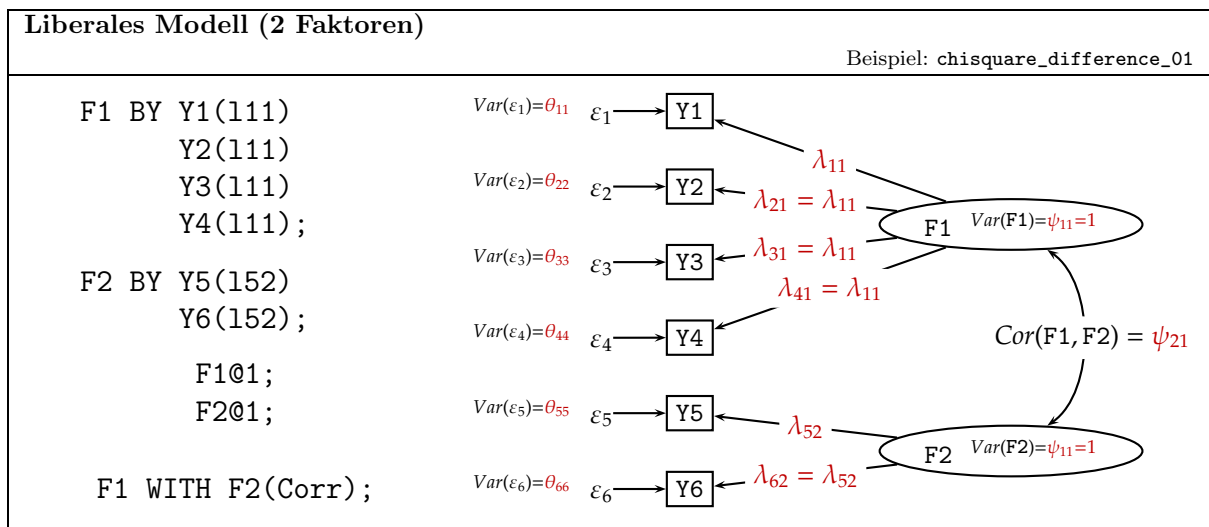 Liberales Modell (2 Faktoren)
Beispiel: chisquare_difference_01
F1 BY Y1(l11)
Y2(l11)
Y3(l11)
Y4(l11);
F2 BY Y5(l52)
Y6(l52);
F1@1;
F2@1;
F1 WITH F2(Corr);
Var(ε₁)=θ₁₁ ε₁ Y1
λ₁₁
Var(ε₂)=θ₂₂ ε₂ Y2
λ₂₁ = λ₁₁
F1 Var(F1)=ψ₁₁=1
Var(ε₃)=θ₃₃ ε₃ Y3
λ₃₁ = λ₁₁
λ₄₁ = λ₁₁
Var(ε₄)=θ₄₄ ε₄ Y4
Cor(F1, F2) = ψ₂₁
Var(ε₅)=θ₅₅ ε₅ Y5
λ₅₂
F2 Var(F2)=ψ₁₁=1
λ₆₂ = λ₅₂
Var(ε₆)=θ₆₆ ε₆ Y6